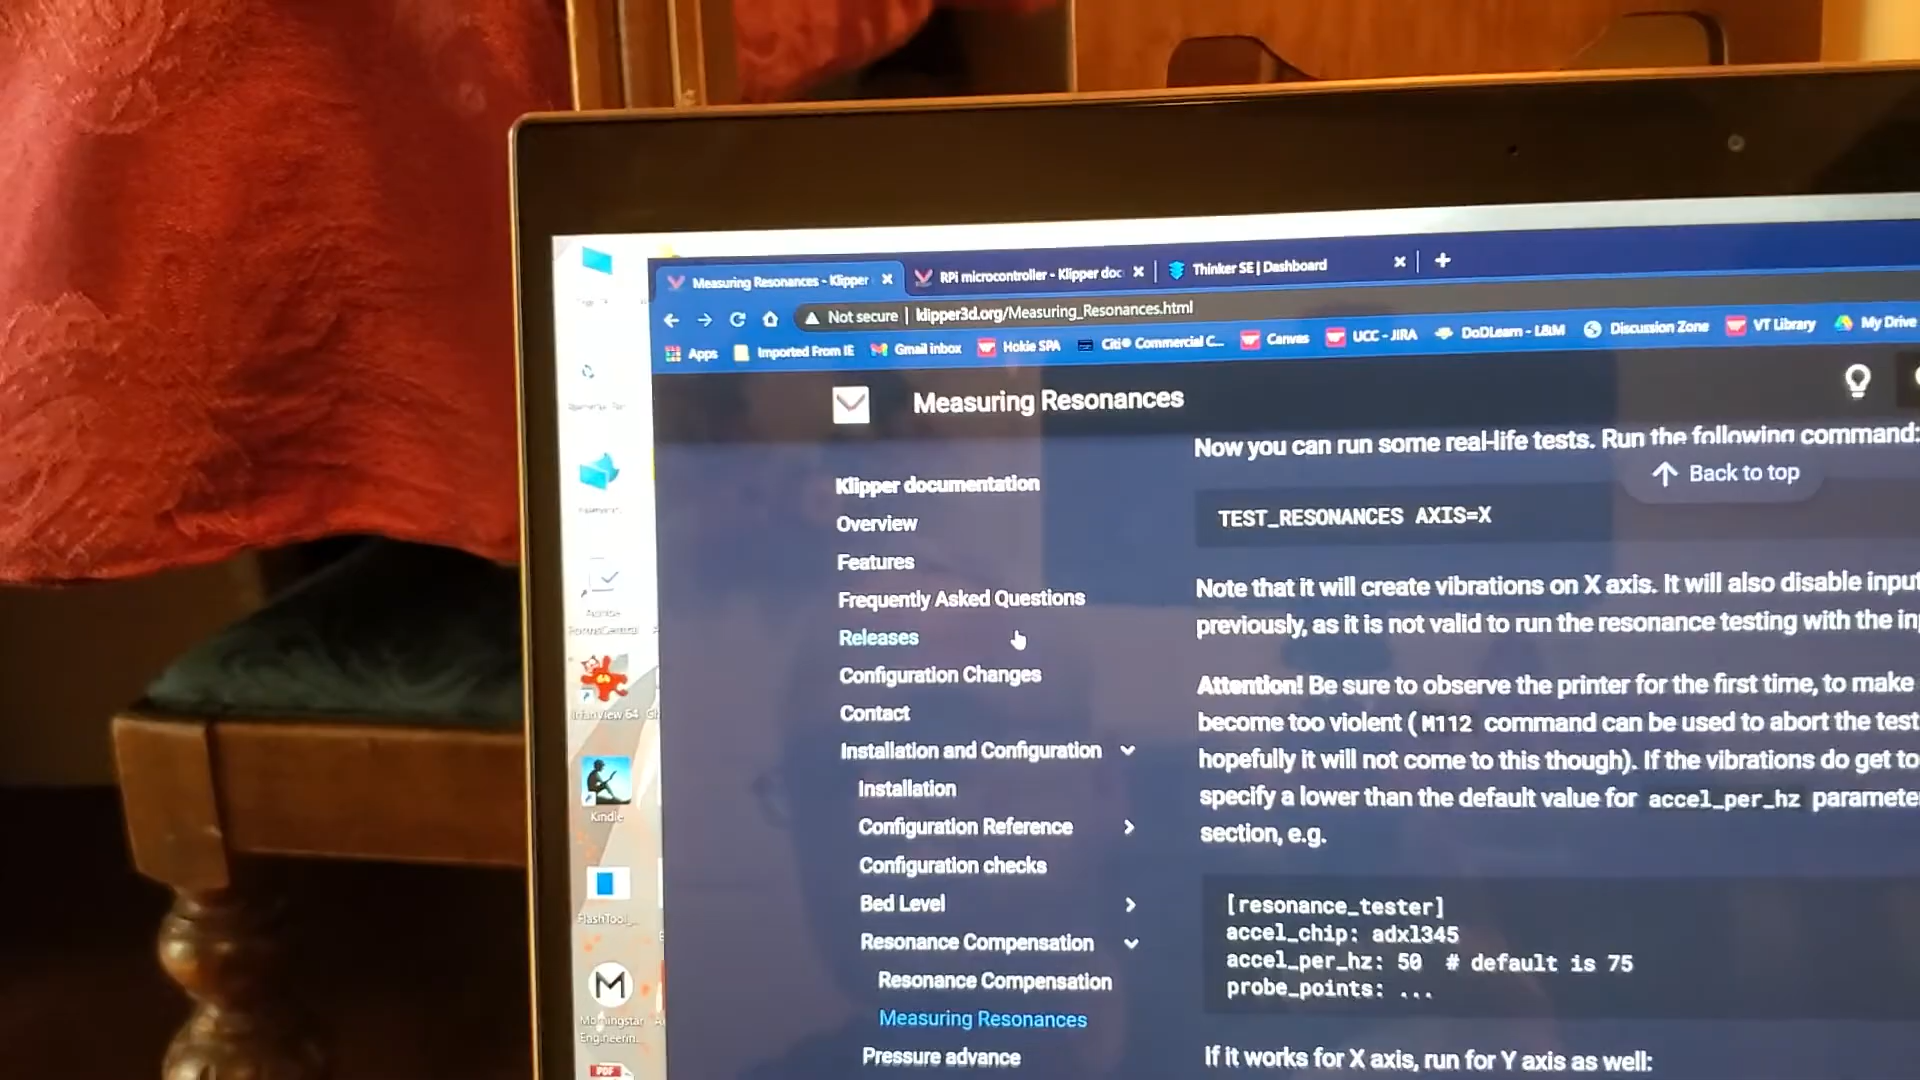 Measuring Resonances - Klipper
RPi microcontroller - Klipper doc
Thinker SE | Dashboard
Not secure | klipper3d.org/Measuring_Resonances.html
Apps
Imported From IE
Gmail inbox
Hokie SPA
Citi® Commercial C...
Canvas
UCC - JIRA
DoDLearn - L&M
Discussion Zone
VT Library
My Drive
Measuring Resonances
Klipper documentation
Overview
Features
Frequently Asked Questions
Releases
Configuration Changes
Contact
Installation and Configuration
Installation
Configuration Reference
Configuration checks
Bed Level
Resonance Compensation
Resonance Compensation
Measuring Resonances
Pressure advance
Now you can run some real-life tests. Run the following command:
Back to top
TEST_RESONANCES AXIS=X
Note that it will create vibrations on X axis. It will also disable input
previously, as it is not valid to run the resonance testing with the in
Attention! Be sure to observe the printer for the first time, to make
become too violent ( M112 command can be used to abort the test
hopefully it will not come to this though). If the vibrations do get to
specify a lower than the default value for accel_per_hz paramete
section, e.g.
[resonance_tester]
accel_chip: adxl345
accel_per_hz: 50 # default is 75
probe_points: ...
If it works for X axis, run for Y axis as well:
IrfanView 64
64
Kindle
FlashTool_...
M
Morningstar
Engineerin...
PDF